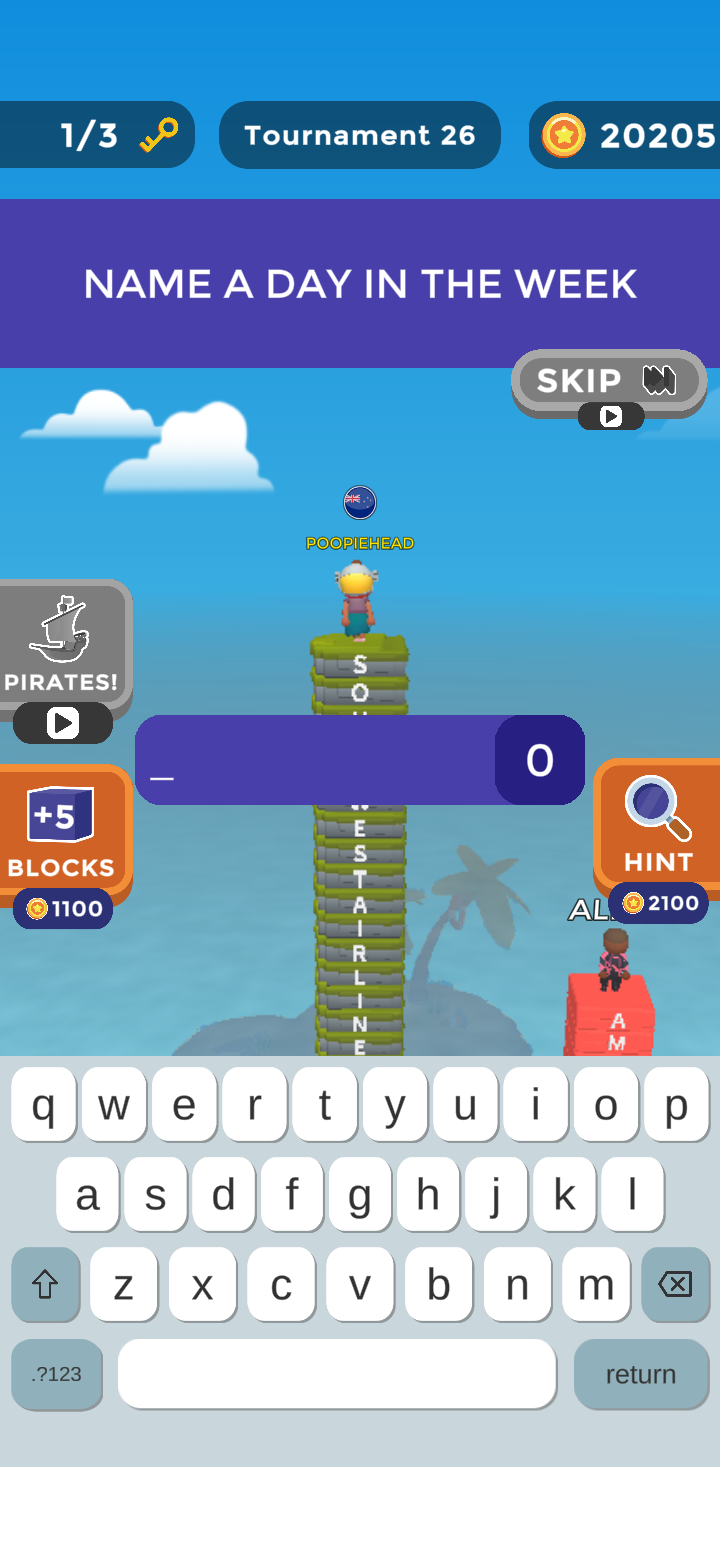 1/3
Tournament 26
20205
NAME A DAY IN THE WEEK
SKIP
POOPIEHEAD
PIRATES!
S
O
_
0
+5
BLOCKS
1100
HINT
2100
AL
E
S
T
A
I
R
L
I
N
E
A
M
q w e r t y u i o p
a s d f g h j k l
z x c v b n m
.?123
return